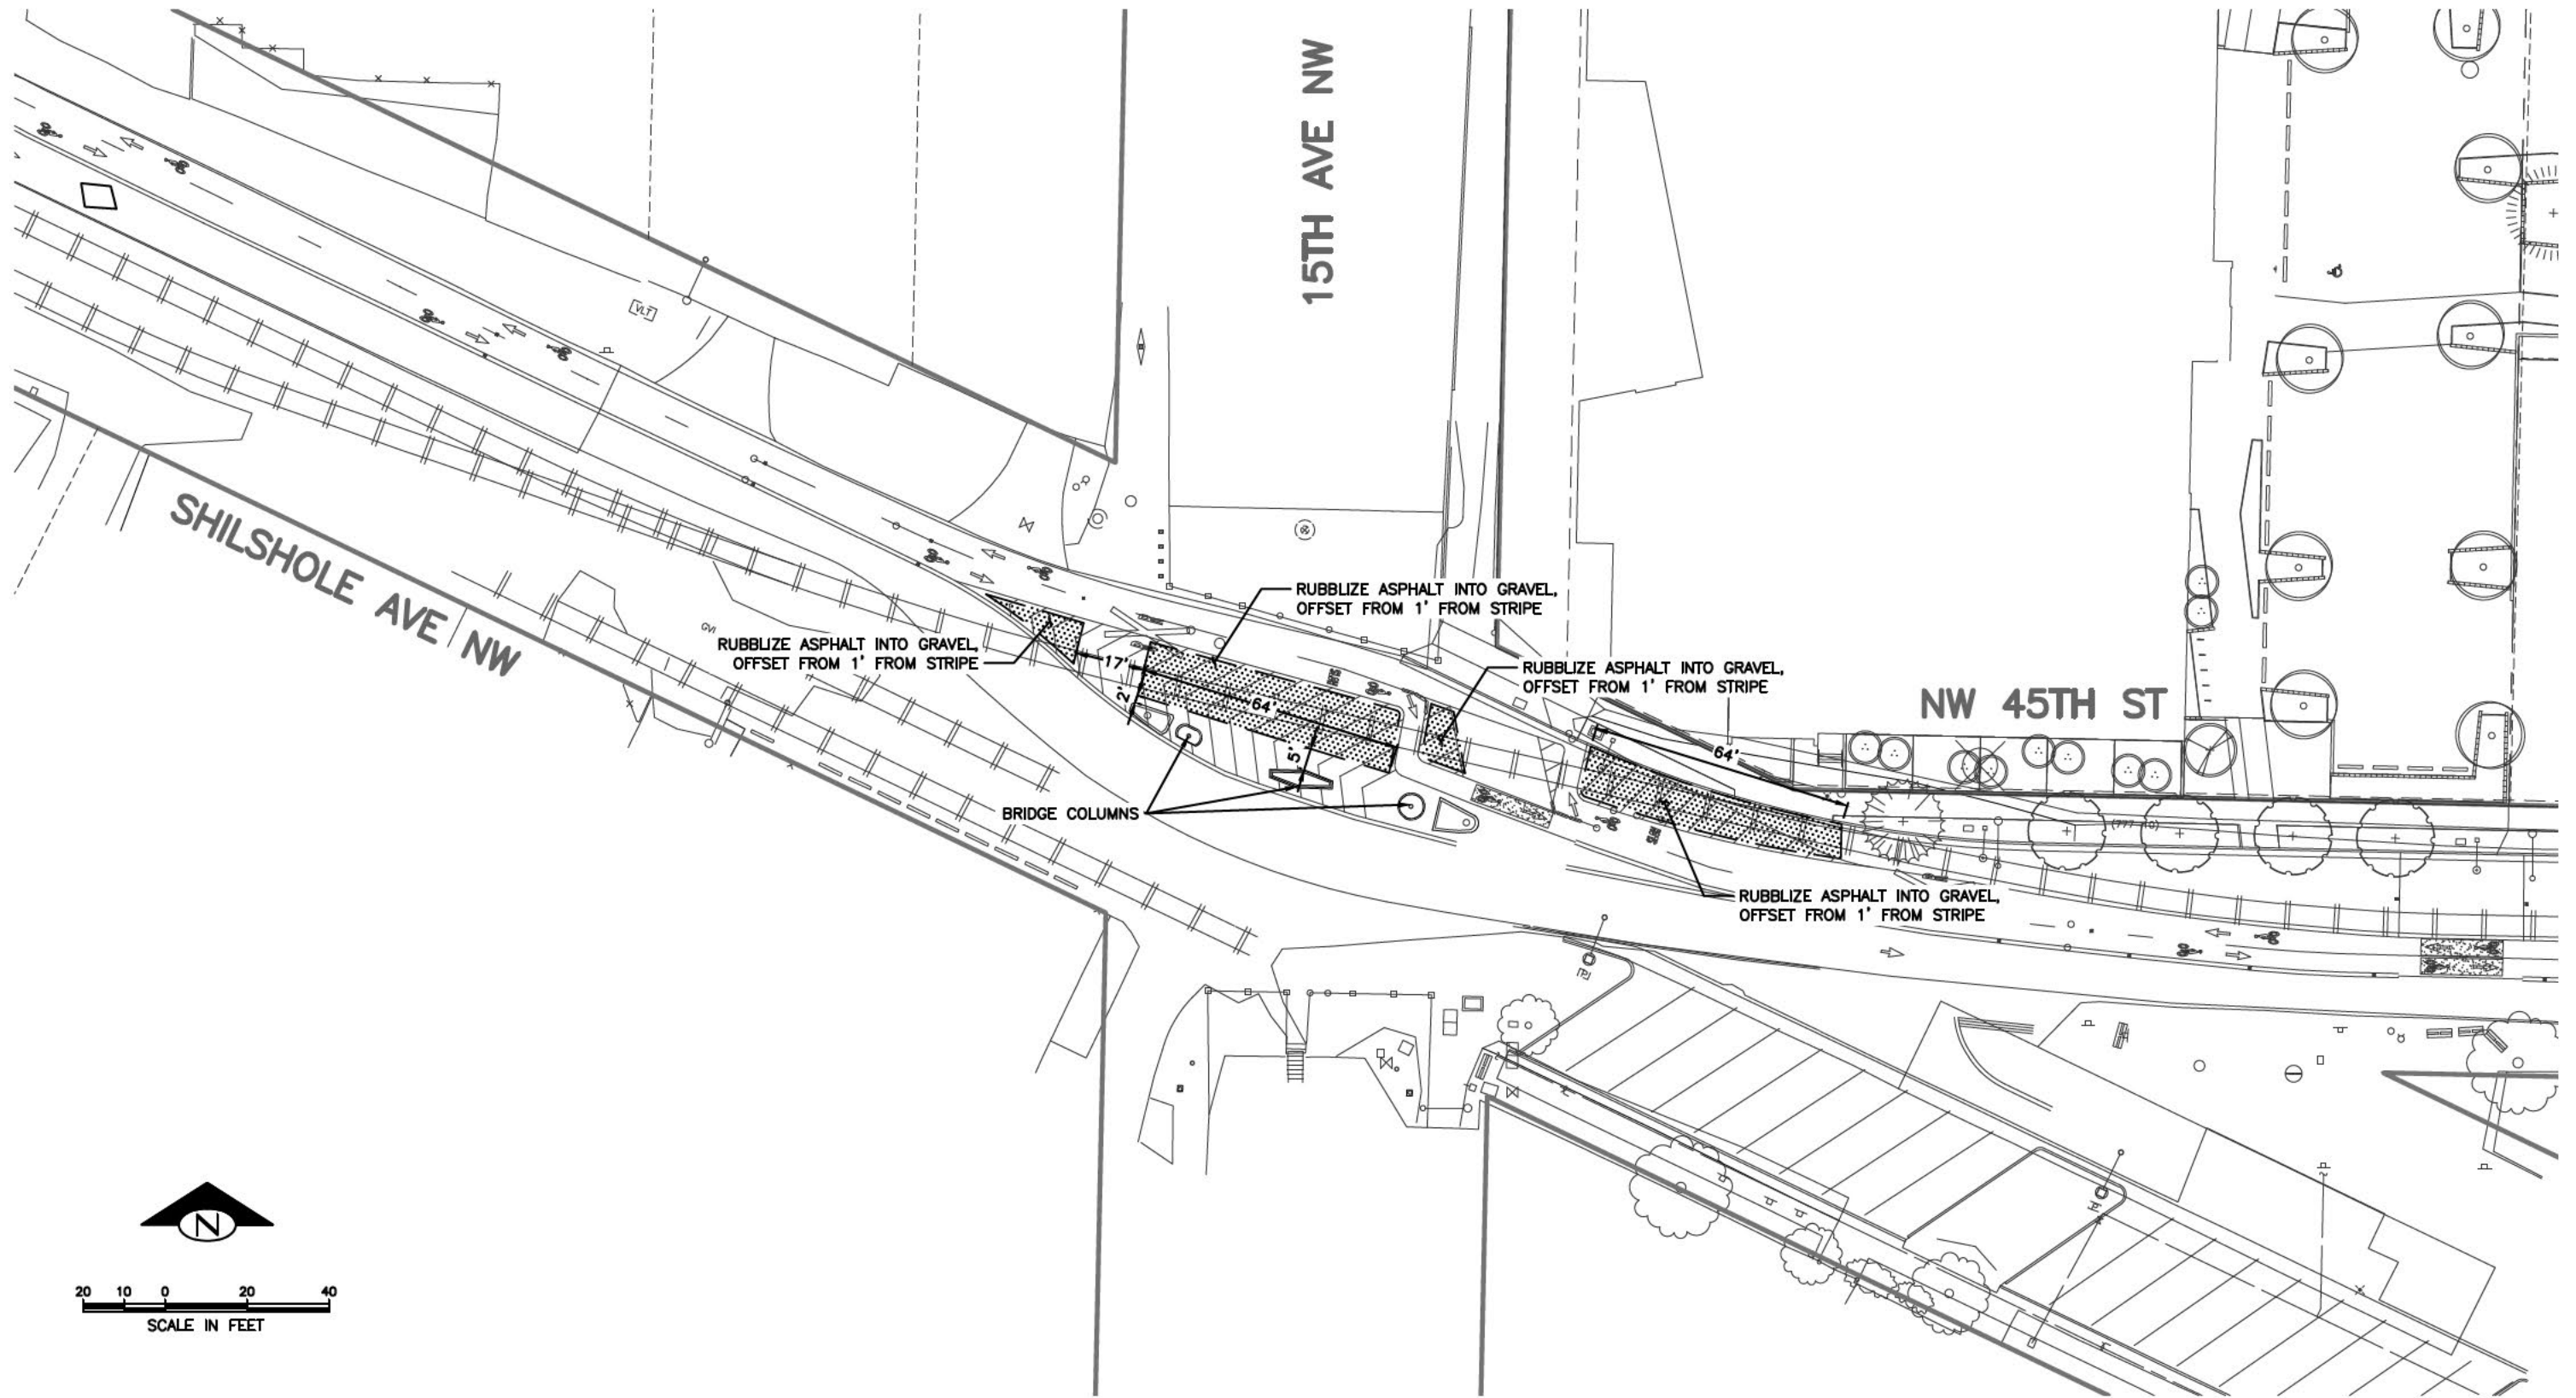 15TH AVE NW
VLT
SHILSHOLE AVE NW
RUBBLIZE ASPHALT INTO GRAVEL,
OFFSET FROM 1' FROM STRIPE
RUBBLIZE ASPHALT INTO GRAVEL,
OFFSET FROM 1' FROM STRIPE
RUBBLIZE ASPHALT INTO GRAVEL,
OFFSET FROM 1' FROM STRIPE
17'
2'
64'
5'
64'
NW 45TH ST
BRIDGE COLUMNS
RUBBLIZE ASPHALT INTO GRAVEL,
OFFSET FROM 1' FROM STRIPE
N
20 10 0 20 40
SCALE IN FEET